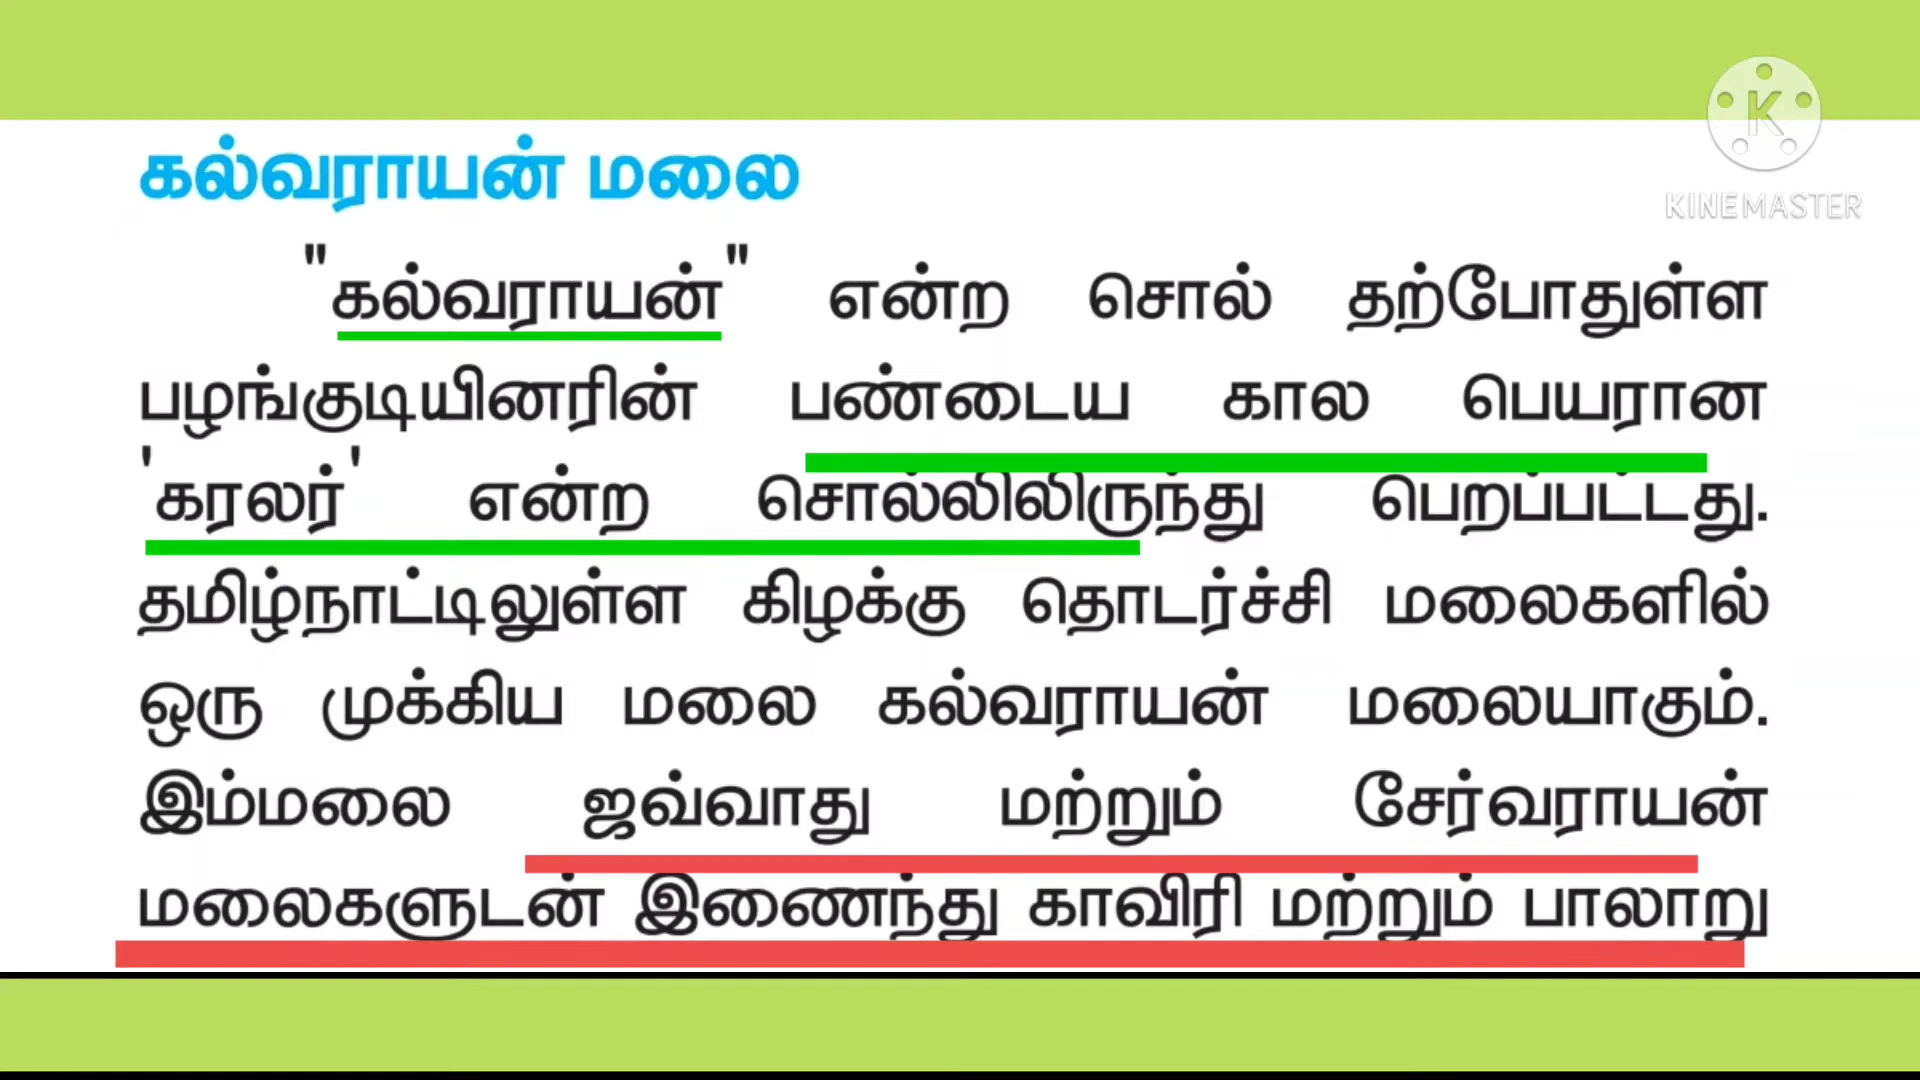 கல்வராயன் மலை
KINEMASTER
"கல்வராயன்" என்ற சொல் தற்போதுள்ள
பழங்குடியினரின் பண்டைய கால பெயரான
'கரலர்' என்ற சொல்லிலிருந்து பெறப்பட்டது.
தமிழ்நாட்டிலுள்ள கிழக்கு தொடர்ச்சி மலைகளில்
ஒரு முக்கிய மலை கல்வராயன் மலையாகும்.
இம்மலை ஜவ்வாது மற்றும் சேர்வராயன்
மலைகளுடன் இணைந்து காவிரி மற்றும் பாலாறு